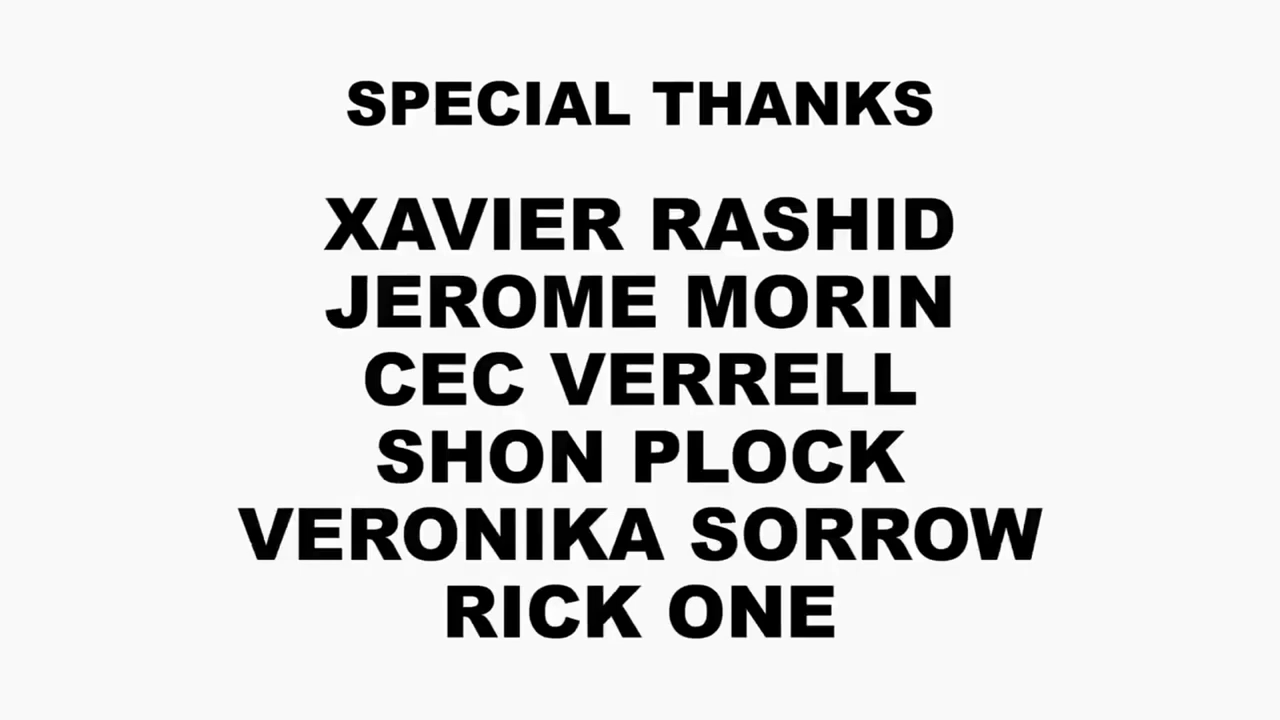 SPECIAL THANKS
XAVIER RASHID
JEROME MORIN
CEC VERRELL
SHON PLOCK
VERONIKA SORROW
RICK ONE